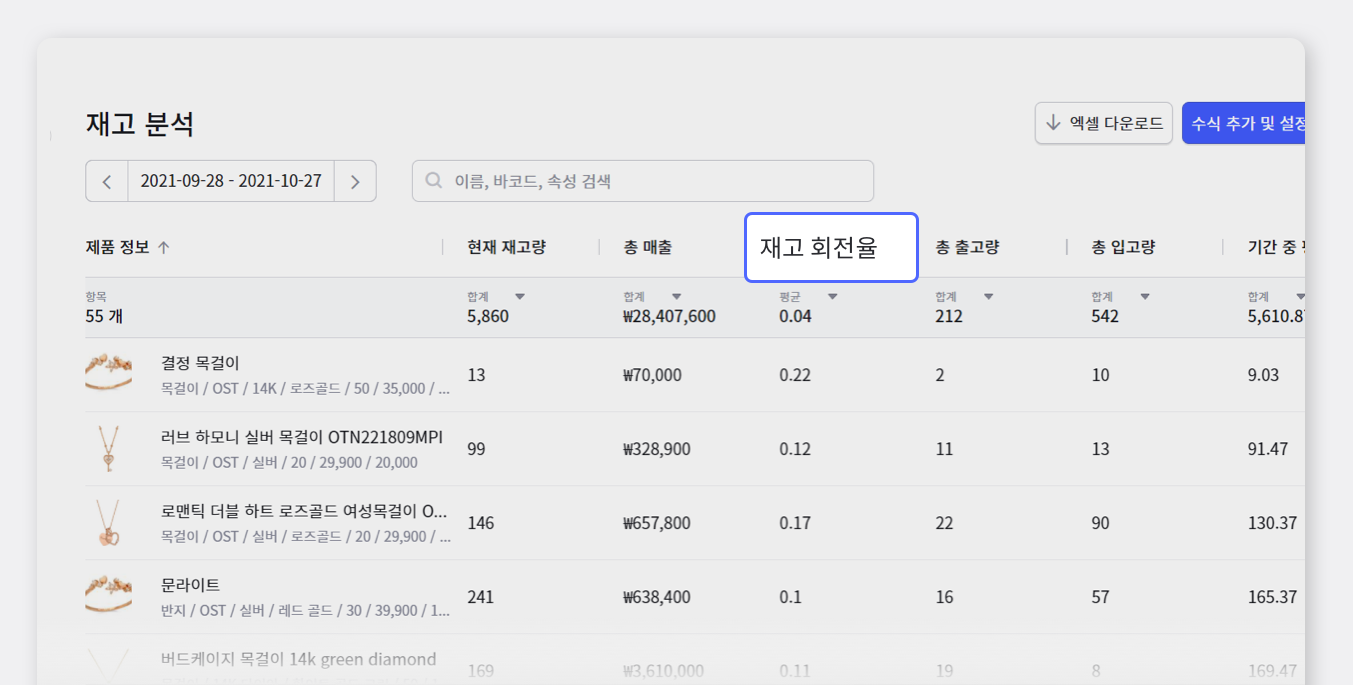 재고 분석
엑셀 다운로드
수식 추가 및 설정
2021-09-28 - 2021-10-27
이름, 바코드, 속성 검색
제품 정보 현재 재고량 총 매출 재고 회전율 총 출고량 총 입고량 기간 중
항목 합계 합계 평균 합계 합계 합계
55 개 5,860 ₩28,407,600 0.04 212 542 5,610.87
결정 목걸이
목걸이 / OST / 14K / 로즈골드 / 50 / 35,000 / ...
13 ₩70,000 0.22 2 10 9.03
러브 하모니 실버 목걸이 OTN221809MPI
목걸이 / OST / 실버 / 20 / 29,900 / 20,000
99 ₩328,900 0.12 11 13 91.47
로맨틱 더블 하트 로즈골드 여성목걸이 O...
목걸이 / OST / 실버 / 로즈골드 / 20 / 29,900 / ...
146 ₩657,800 0.17 22 90 130.37
문라이트
반지 / OST / 실버 / 레드 골드 / 30 / 39,900 / 1...
241 ₩638,400 0.1 16 57 165.37
버드케이지 목걸이 14k green diamond
169 ₩3,610,000 0.11 19 8 169.47